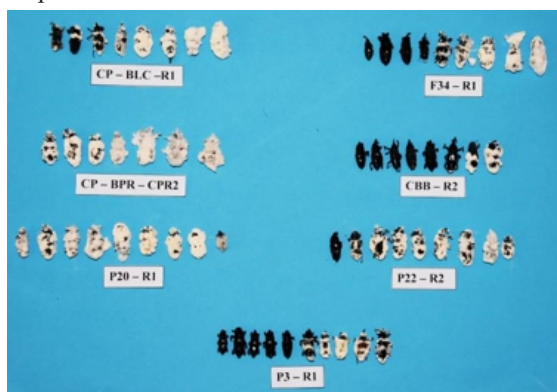 CP – BLC –R1
F34 – R1
CP – BPR – CPR2
CBB – R2
P20 – R1
P22 – R2
P3 – R1